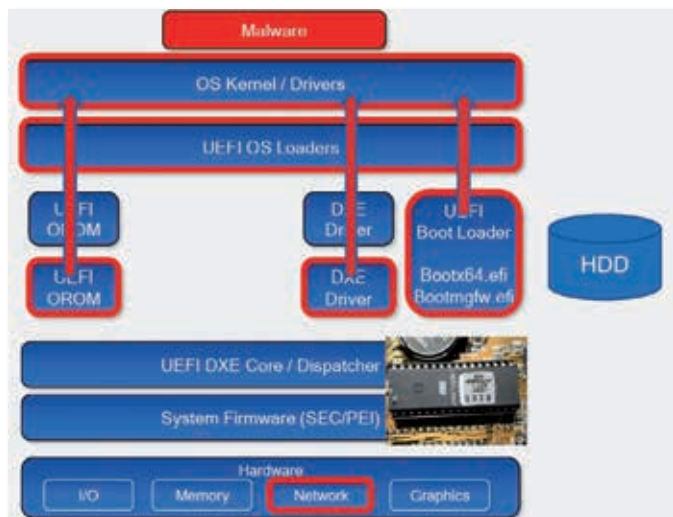 Malware
OS Kernel / Drivers
UEFI OS Loaders
UEFI
OROM
DXE
Driver
UEFI
Boot Loader
Bootx64.efi
Bootmgfw.efi
HDD
UEFI
OROM
DXE
Driver
UEFI DXE Core / Dispatcher
System Firmware (SEC/PEI)
Hardware
I/O
Memory
Network
Graphics